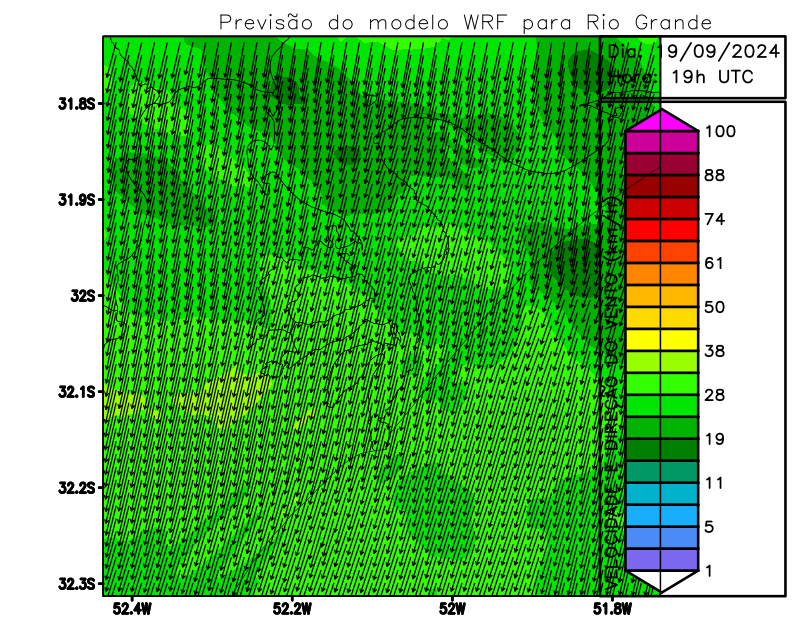 Previsão do modelo WRF para Rio Grande
Dia: 19/09/2024
Hora: 19h UTC
31.8S
31.9S
32S
32.1S
32.2S
32.3S
52.4W
52.2W
52W
51.8W
VELOCIDADE E DIREÇÃO DO VENTO (km/h)
100
88
74
61
50
38
28
19
11
5
1